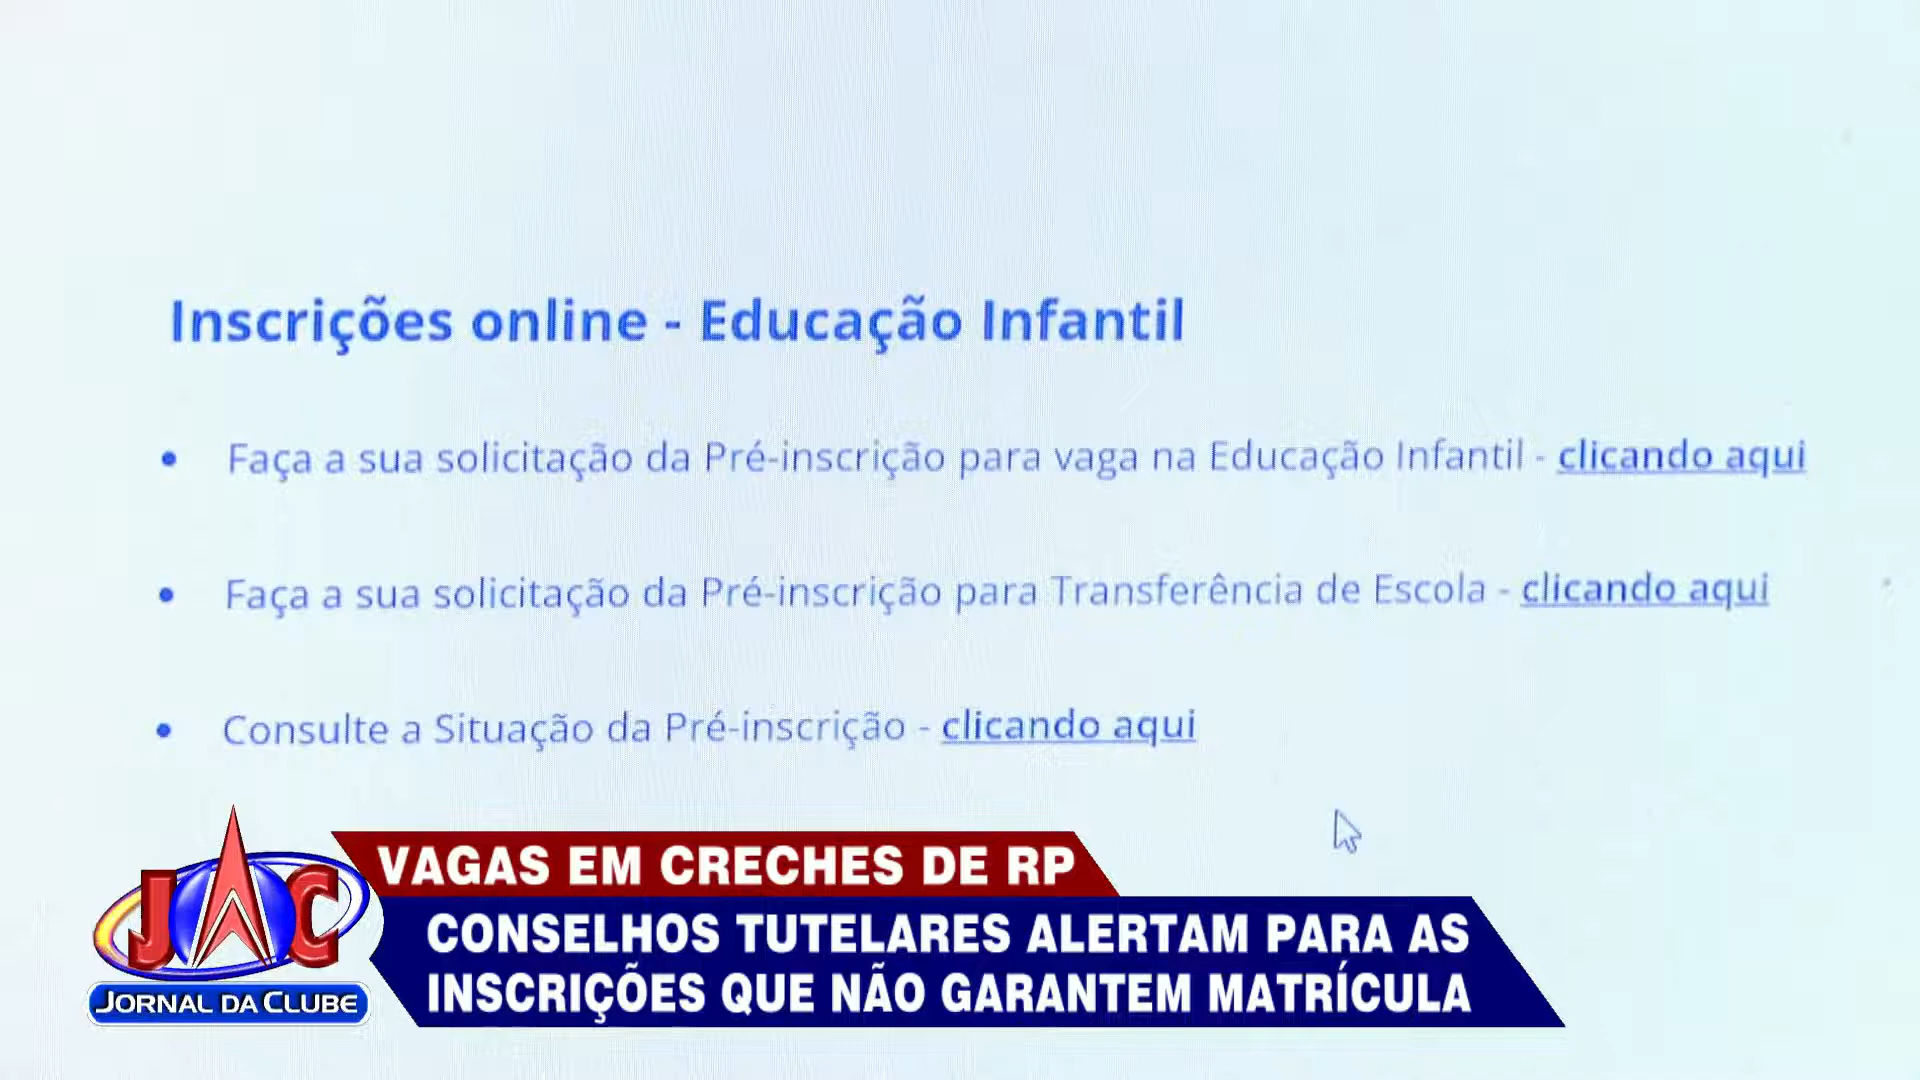 Inscrições online - Educação Infantil
• Faça a sua solicitação da Pré-inscrição para vaga na Educação Infantil - clicando aqui
• Faça a sua solicitação da Pré-inscrição para Transferência de Escola - clicando aqui
• Consulte a Situação da Pré-inscrição - clicando aqui
VAGAS EM CRECHES DE RP
CONSELHOS TUTELARES ALERTAM PARA AS
INSCRIÇÕES QUE NÃO GARANTEM MATRÍCULA
JC
JORNAL DA CLUBE